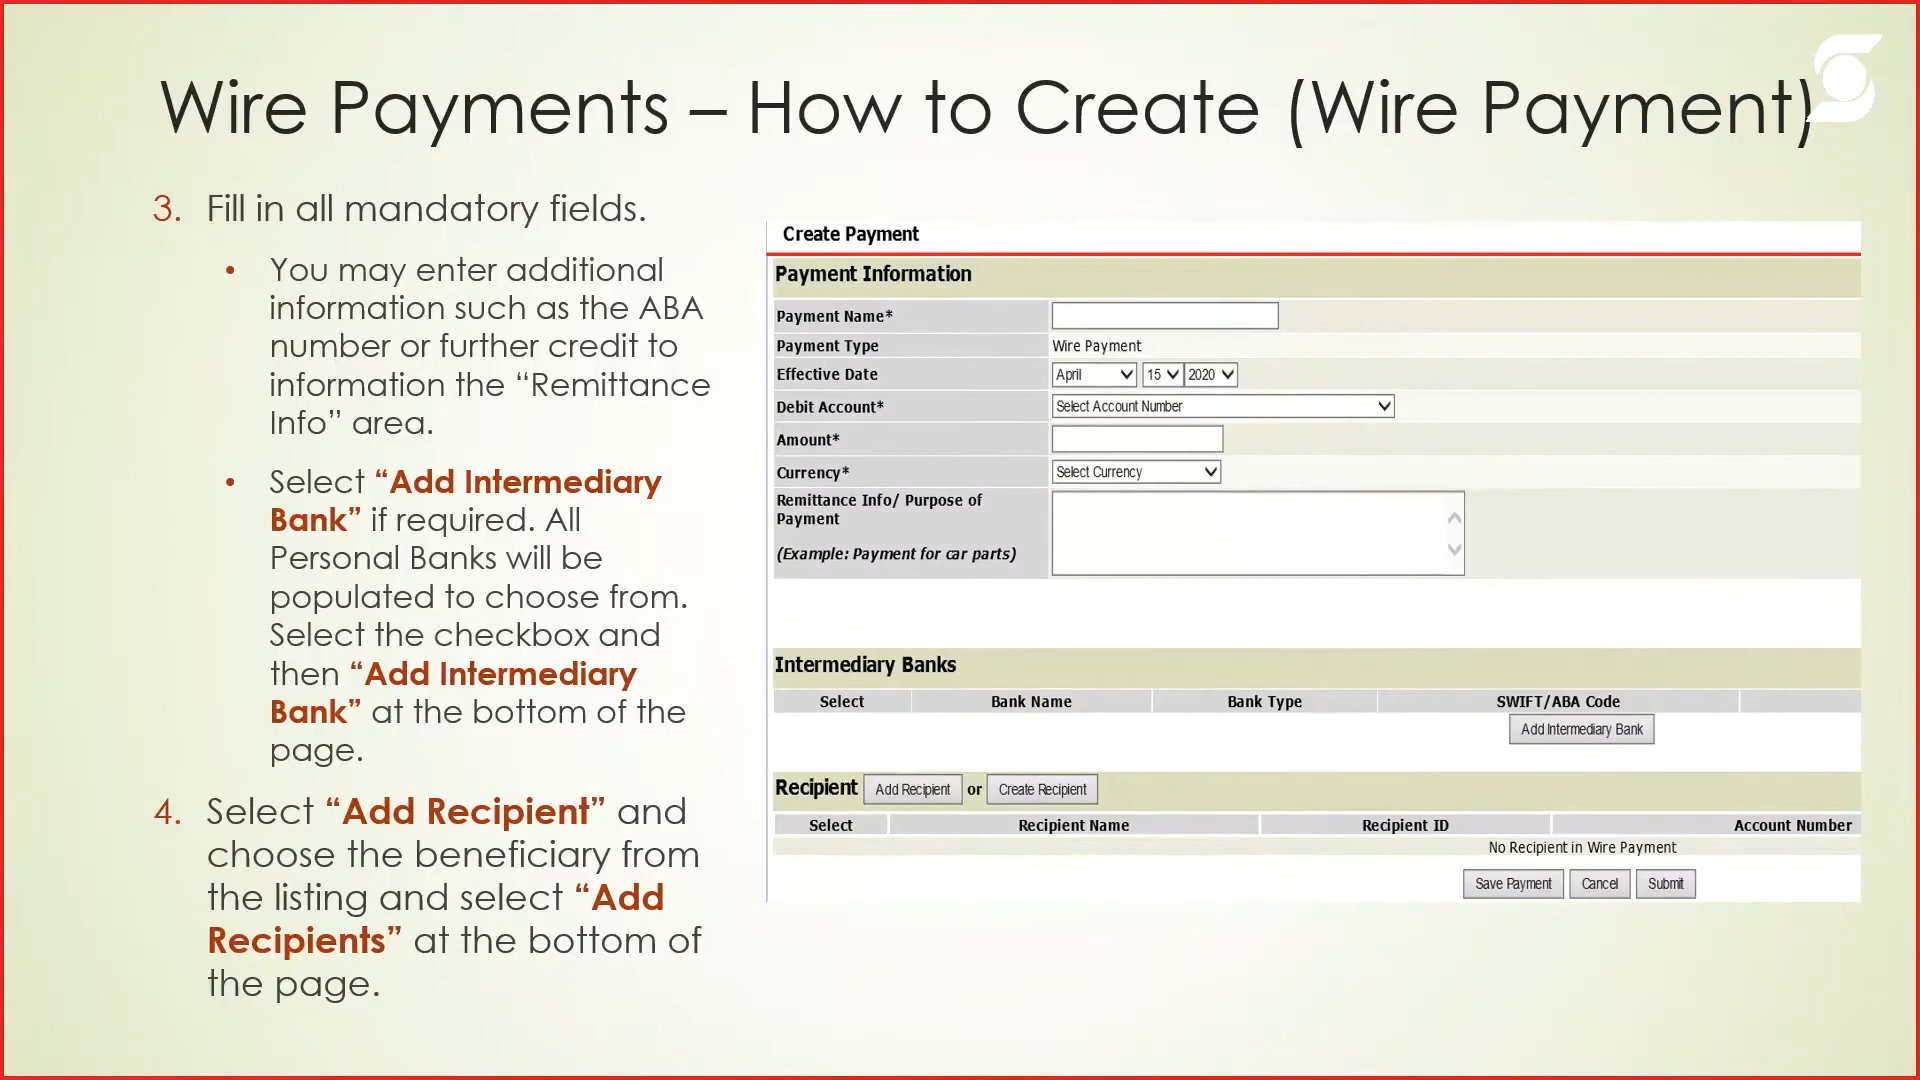 Wire Payments – How to Create (Wire Payment)
3. Fill in all mandatory fields.
• You may enter additional
information such as the ABA
number or further credit to
information the “Remittance
Info” area.
• Select “Add Intermediary
Bank” if required. All
Personal Banks will be
populated to choose from.
Select the checkbox and
then “Add Intermediary
Bank” at the bottom of the
page.
4. Select “Add Recipient” and
choose the beneficiary from
the listing and select “Add
Recipients” at the bottom of
the page.
Create Payment
Payment Information
Payment Name*
Payment Type Wire Payment
Effective Date April 15 2020
Debit Account* Select Account Number
Amount*
Currency* Select Currency
Remittance Info/ Purpose of
Payment
(Example: Payment for car parts)
Intermediary Banks
Select Bank Name Bank Type SWIFT/ABA Code
Add Intermediary Bank
Recipient Add Recipient or Create Recipient
Select Recipient Name Recipient ID Account Number
No Recipient in Wire Payment
Save Payment Cancel Submit